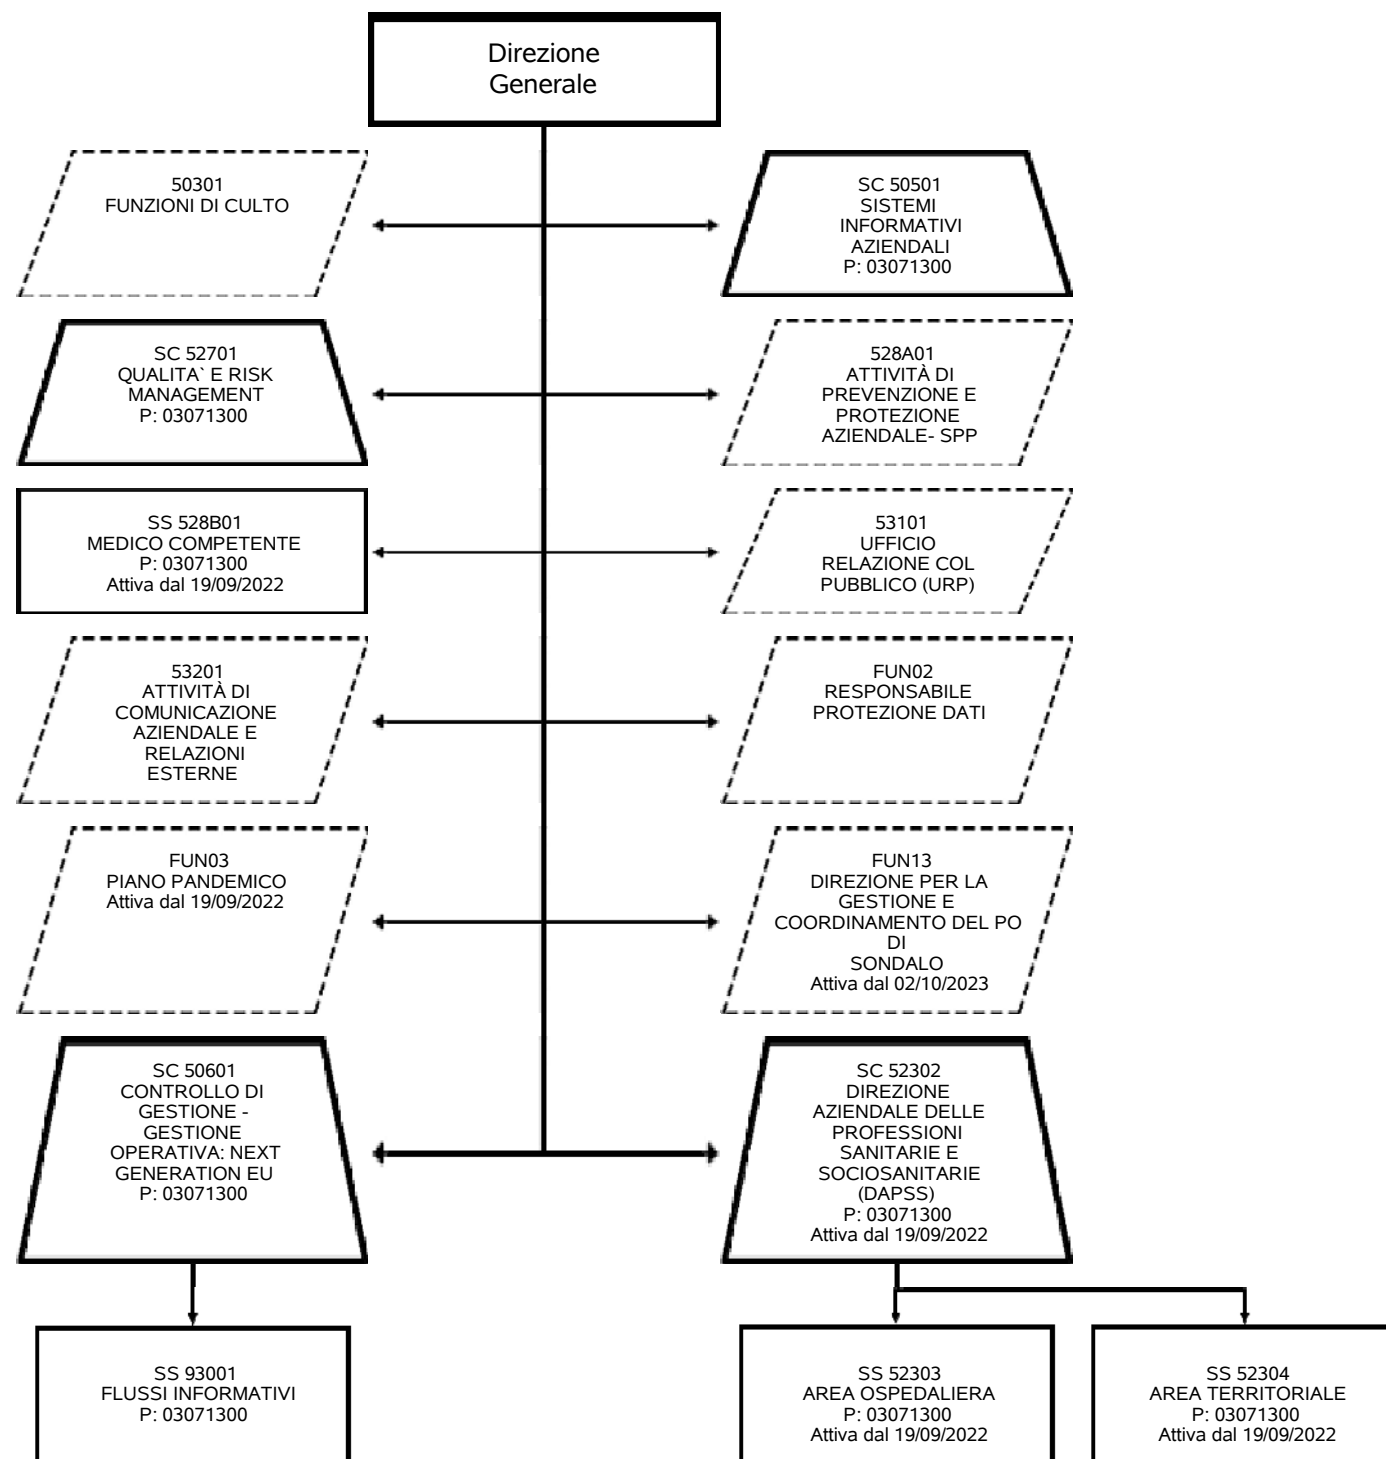 Direzione
Generale
50301
FUNZIONI DI CULTO
SC 50501
SISTEMI
INFORMATIVI
AZIENDALI
P: 03071300
SC 52701
QUALITA` E RISK
MANAGEMENT
P: 03071300
528A01
ATTIVITÀ DI
PREVENZIONE E
PROTEZIONE
AZIENDALE- SPP
SS 528B01
MEDICO COMPETENTE
P: 03071300
Attiva dal 19/09/2022
53101
UFFICIO
RELAZIONE COL
PUBBLICO (URP)
53201
ATTIVITÀ DI
COMUNICAZIONE
AZIENDALE E
RELAZIONI
ESTERNE
FUN02
RESPONSABILE
PROTEZIONE DATI
FUN03
PIANO PANDEMICO
Attiva dal 19/09/2022
FUN13
DIREZIONE PER LA
GESTIONE E
COORDINAMENTO DEL PO
DI
SONDALO
Attiva dal 02/10/2023
SC 50601
CONTROLLO DI
GESTIONE -
GESTIONE
OPERATIVA: NEXT
GENERATION EU
P: 03071300
SC 52302
DIREZIONE
AZIENDALE DELLE
PROFESSIONI
SANITARIE E
SOCIOSANITARIE
(DAPSS)
P: 03071300
Attiva dal 19/09/2022
SS 93001
FLUSSI INFORMATIVI
P: 03071300
SS 52303
AREA OSPEDALIERA
P: 03071300
Attiva dal 19/09/2022
SS 52304
AREA TERRITORIALE
P: 03071300
Attiva dal 19/09/2022